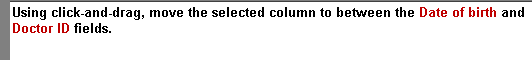 Using click-and-drag, move the selected column to between the Date of birth and
Doctor ID fields.